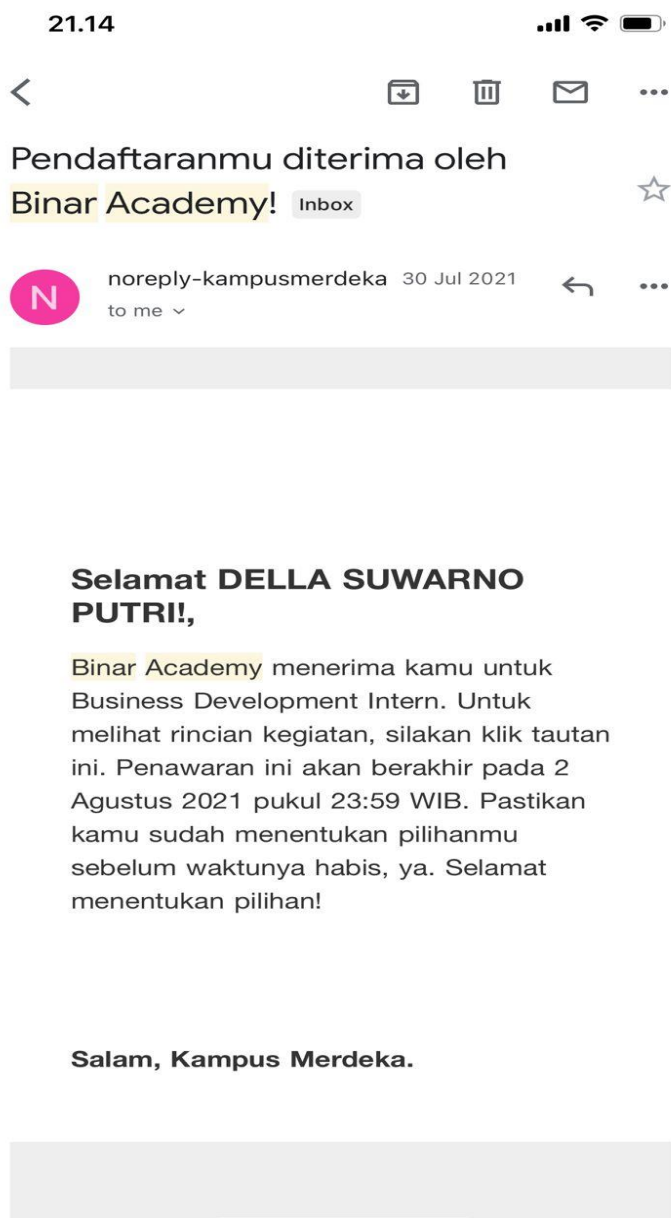 21.14
Pendaftaranmu diterima oleh
Binar Academy! Inbox
N
noreply-kampusmerdeka 30 Jul 2021
to me
Selamat DELLA SUWARNO
PUTRI!,
Binar Academy menerima kamu untuk
Business Development Intern. Untuk
melihat rincian kegiatan, silakan klik tautan
ini. Penawaran ini akan berakhir pada 2
Agustus 2021 pukul 23:59 WIB. Pastikan
kamu sudah menentukan pilihanmu
sebelum waktunya habis, ya. Selamat
menentukan pilihan!
Salam, Kampus Merdeka.